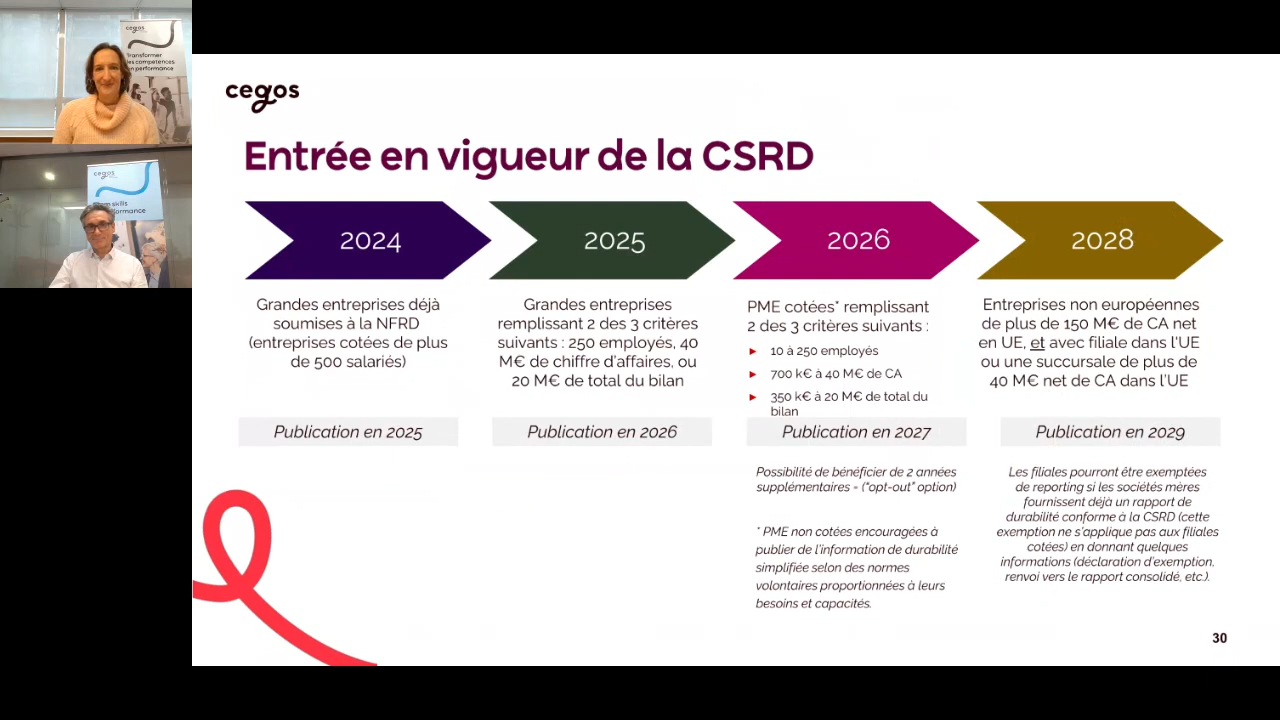 cegos
Transformer
les compétences
en performance
cegos
skills
performance
cegos
Entrée en vigueur de la CSRD
2024
2025
2026
2028
Grandes entreprises déjà
soumises à la NFRD
(entreprises cotées de plus
de 500 salariés)
Publication en 2025
Grandes entreprises
remplissant 2 des 3 critères
suivants : 250 employés, 40
M€ de chiffre d'affaires, ou
20 M€ de total du bilan
Publication en 2026
PME cotées* remplissant
2 des 3 critères suivants :
► 10 à 250 employés
► 700 k€ à 40 M€ de CA
► 350 k€ à 20 M€ de total du
bilan
Publication en 2027
Possibilité de bénéficier de 2 années
supplémentaires = ("opt-out" option)
* PME non cotées encouragées à
publier de l'information de durabilité
simplifiée selon des normes
volontaires proportionnées à leurs
besoins et capacités.
Entreprises non européennes
de plus de 150 M€ de CA net
en UE, et avec filiale dans l'UE
ou une succursale de plus de
40 M€ net de CA dans l'UE
Publication en 2029
Les filiales pourront être exemptées
de reporting si les sociétés mères
fournissent déjà un rapport de
durabilité conforme à la CSRD (cette
exemption ne s'applique pas aux filiales
cotées) en donnant quelques
informations (déclaration d'exemption,
renvoi vers le rapport consolidé, etc.).
30